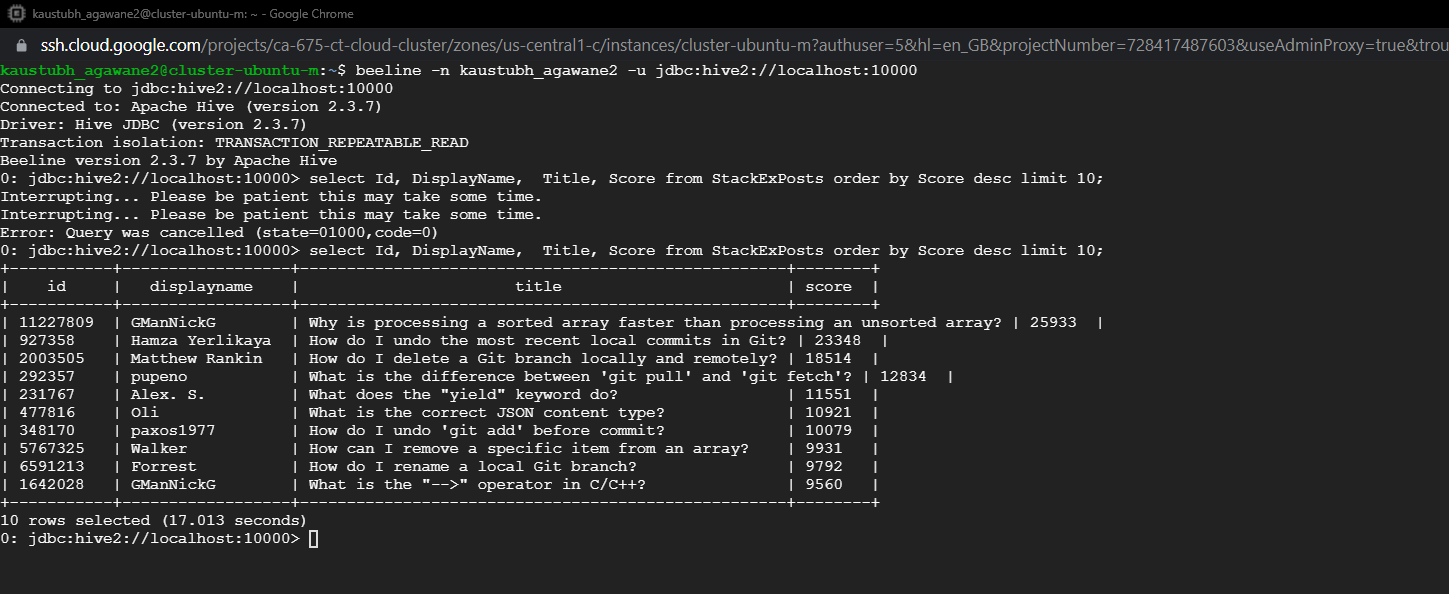 kaustubh_agawane2@cluster-ubuntu-m: ~ - Google Chrome
ssh.cloud.google.com/projects/ca-675-ct-cloud-cluster/zones/us-central1-c/instances/cluster-ubuntu-m?authuser=5&hl=en_GB&projectNumber=728417487603&useAdminProxy=true&trou
kaustubh_agawane2@cluster-ubuntu-m:~$ beeline -n kaustubh_agawane2 -u jdbc:hive2://localhost:10000
Connecting to jdbc:hive2://localhost:10000
Connected to: Apache Hive (version 2.3.7)
Driver: Hive JDBC (version 2.3.7)
Transaction isolation: TRANSACTION_REPEATABLE_READ
Beeline version 2.3.7 by Apache Hive
0: jdbc:hive2://localhost:10000> select Id, DisplayName,  Title, Score from StackExPosts order by Score desc limit 10;
Interrupting... Please be patient this may take some time.
Interrupting... Please be patient this may take some time.
Error: Query was cancelled (state=01000,code=0)
0: jdbc:hive2://localhost:10000> select Id, DisplayName,  Title, Score from StackExPosts order by Score desc limit 10;
+-----------+------------------+----------------------------------------------------+--------+
|    id     |   displayname    |                       title                        | score  |
+-----------+------------------+----------------------------------------------------+--------+
| 11227809  | GManNickG        | Why is processing a sorted array faster than processing an unsorted array? | 25933  |
| 927358    | Hamza Yerlikaya  | How do I undo the most recent local commits in Git? | 23348  |
| 2003505   | Matthew Rankin   | How do I delete a Git branch locally and remotely? | 18514  |
| 292357    | pupeno           | What is the difference between 'git pull' and 'git fetch'? | 12834  |
| 231767    | Alex. S.         | What does the "yield" keyword do?                  | 11551  |
| 477816    | Oli              | What is the correct JSON content type?             | 10921  |
| 348170    | paxos1977        | How do I undo 'git add' before commit?             | 10079  |
| 5767325   | Walker           | How can I remove a specific item from an array?    | 9931   |
| 6591213   | Forrest          | How do I rename a local Git branch?                | 9792   |
| 1642028   | GManNickG        | What is the "-->" operator in C/C++?               | 9560   |
+-----------+------------------+----------------------------------------------------+--------+
10 rows selected (17.013 seconds)
0: jdbc:hive2://localhost:10000>